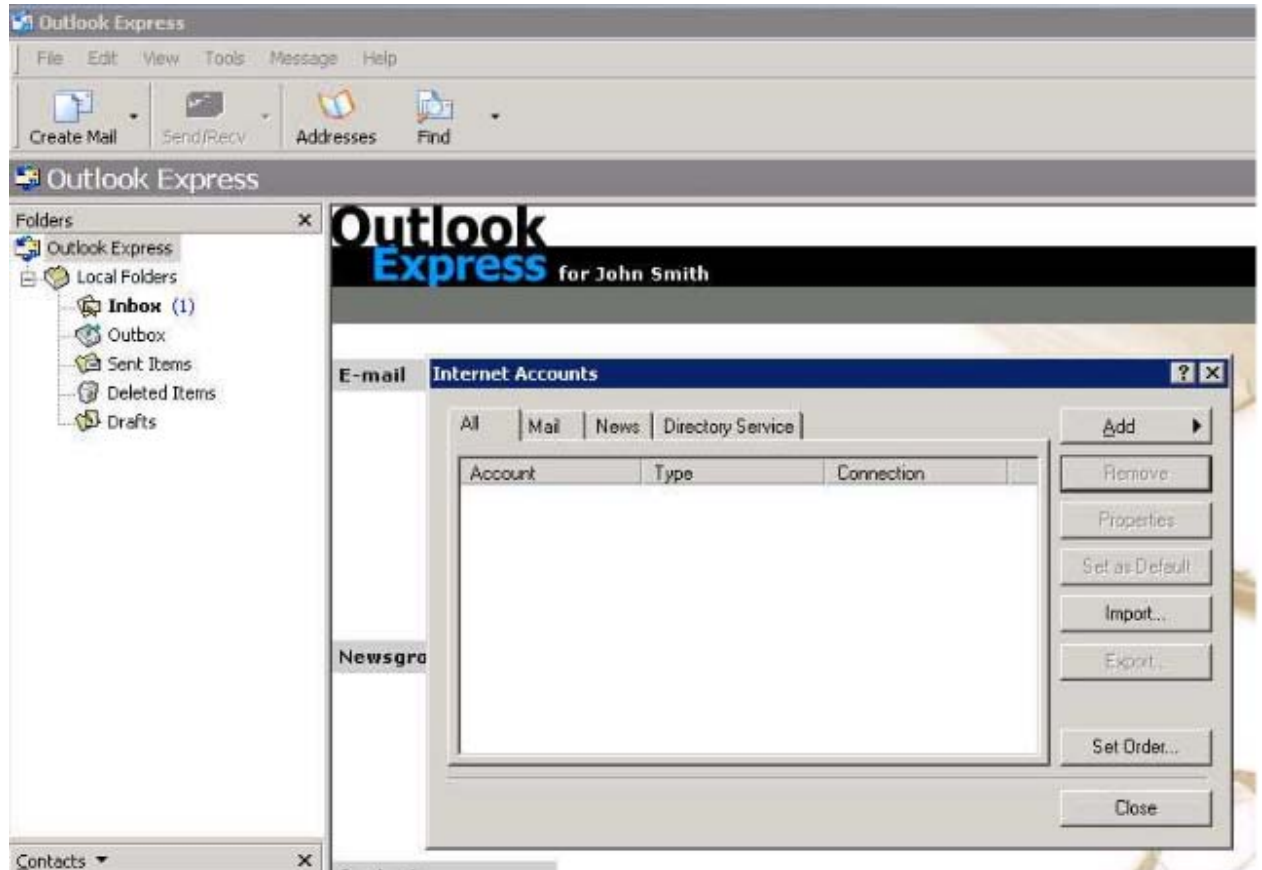 Outlook Express
File Edit View Tools Message Help
Create Mail Send/Recv Addresses Find
Outlook Express
Folders
Outlook Express
Local Folders
Inbox (1)
Outbox
Sent Items
Deleted Items
Drafts
Contacts
Outlook
Express for John Smith
E-mail
Newsgro
Internet Accounts
All Mail News Directory Service
Account Type Connection
Add
Remove
Properties
Set as Default
Import...
Export...
Set Order...
Close